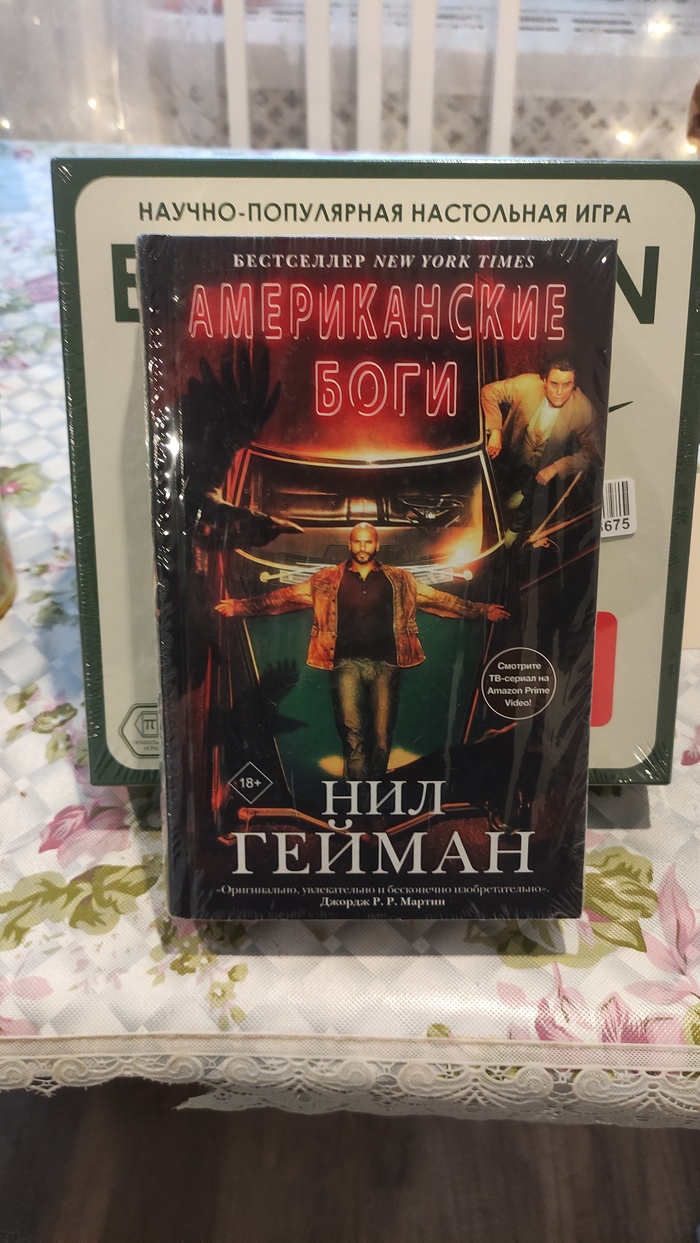 НАУЧНО-ПОПУЛЯРНАЯ НАСТОЛЬНАЯ ИГРА
БЕСТСЕЛЛЕР NEW YORK TIMES
АМЕРИКАНСКИЕ
БОГИ
675
Смотрите
ТВ-сериал на
Amazon Prime
Video!
18+
НИЛ
ГЕЙМАН
«Оригинально, увлекательно и бесконечно изобретательно».
Джордж Р. Р. Мартин